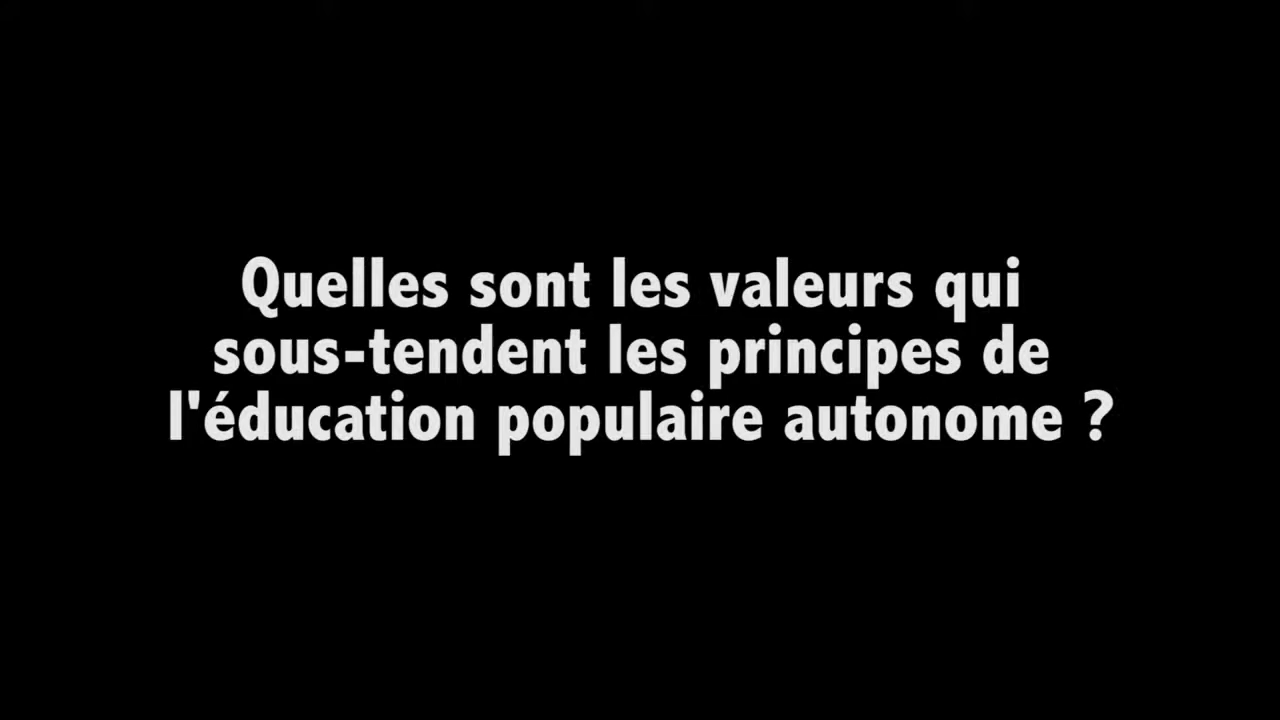 Quelles sont les valeurs qui
sous-tendent les principes de
l'éducation populaire autonome ?